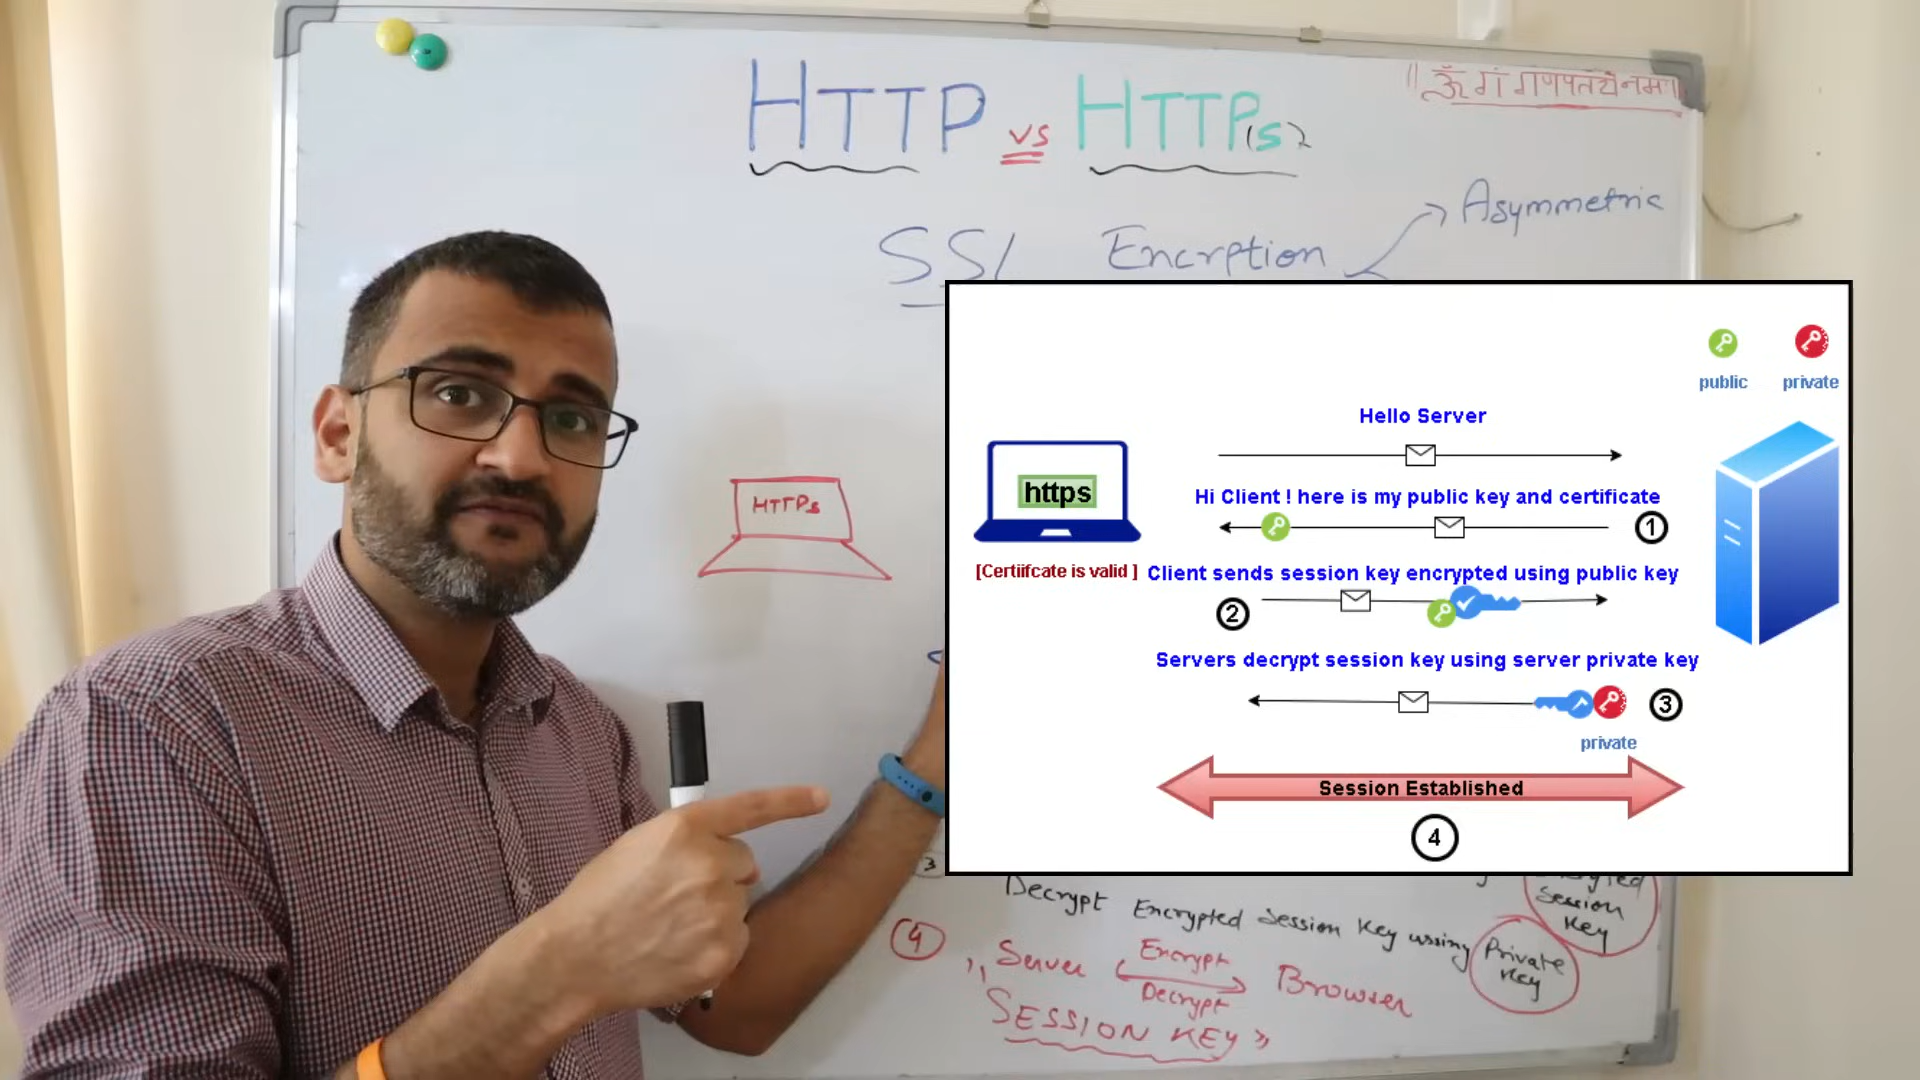 HTTP vs HTTP(s)
॥ ॐ गं गणपतये नमः ॥
Asymmetric
SSL Encrption
public private
Hello Server
https
Hi Client ! here is my public key and certificate
1
[Certiifcate is valid ]
Client sends session key encrypted using public key
2
Servers decrypt session key using server private key
3
private
Session Established
4
HTTPs
3
Session
Key
Decrypt Encrypted Session Key ussing Private Key
4
,, Server Encrypt Decrypt Browser
SESSION KEY ,,